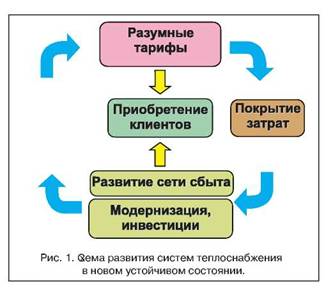 Разумные
тарифы
Приобретение
клиентов
Покрытие
затрат
Развитие сети сбыта
Модернизация,
инвестиции
Рис. 1. Схема развития систем теплоснабжения
в новом устойчивом состоянии.